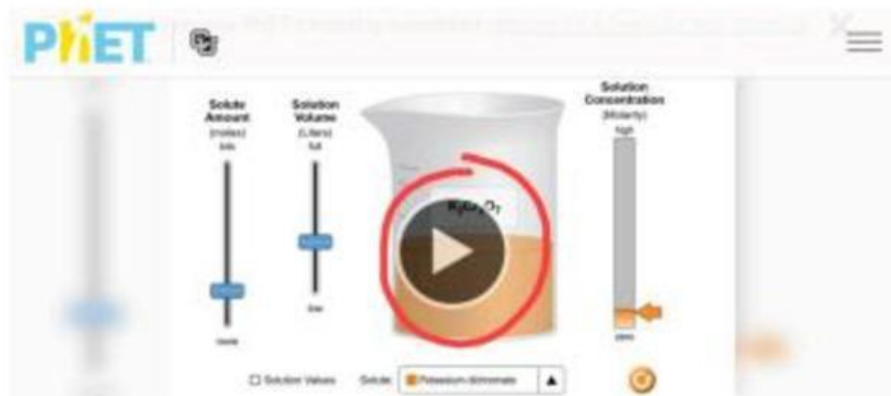 PhET
Solute
Amount
(moles)
lots
Solution
Volume
(Liters)
full
Solution
Concentration
(Molarity)
high
low
none
zero
Solution Values
Solute:
Potassium dichromate